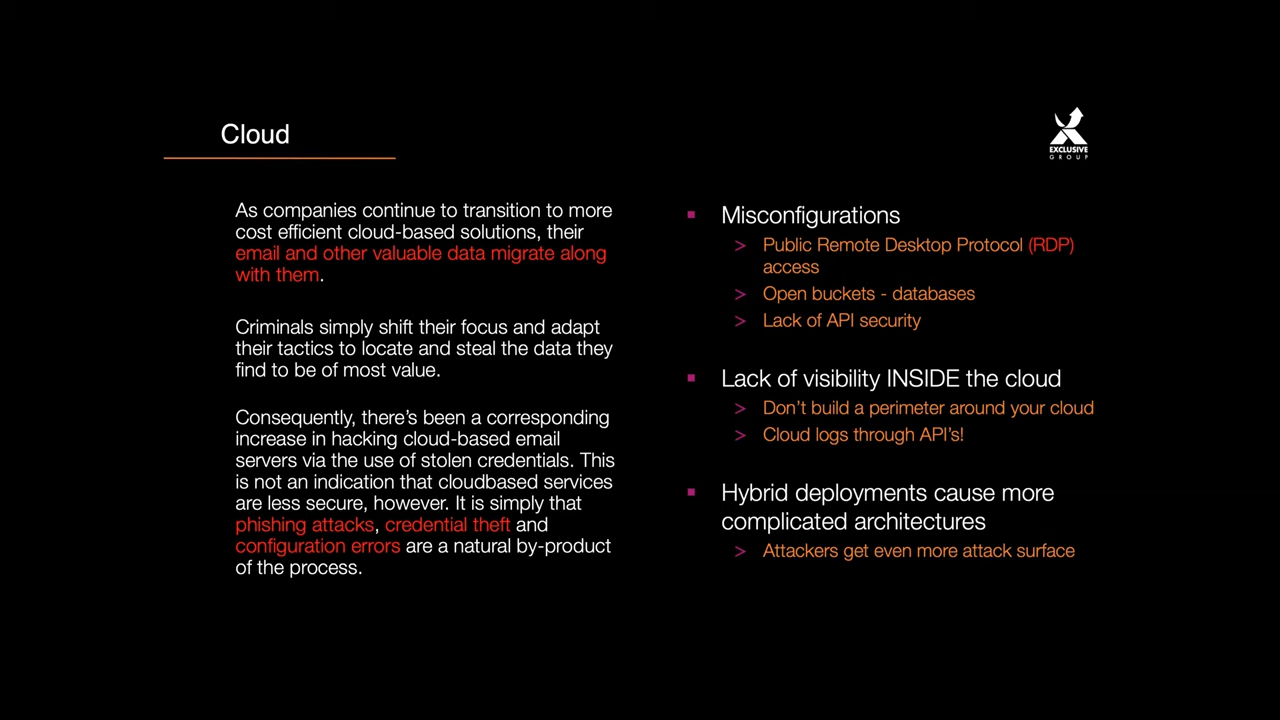 Cloud
EXCLUSIVE
GROUP
As companies continue to transition to more
cost efficient cloud-based solutions, their
email and other valuable data migrate along
with them.
Criminals simply shift their focus and adapt
their tactics to locate and steal the data they
find to be of most value.
Consequently, there's been a corresponding
increase in hacking cloud-based email
servers via the use of stolen credentials. This
is not an indication that cloudbased services
are less secure, however. It is simply that
phishing attacks, credential theft and
configuration errors are a natural by-product
of the process.
▪ Misconfigurations
> Public Remote Desktop Protocol (RDP)
access
> Open buckets - databases
> Lack of API security
▪ Lack of visibility INSIDE the cloud
> Don't build a perimeter around your cloud
> Cloud logs through API's!
▪ Hybrid deployments cause more
complicated architectures
> Attackers get even more attack surface